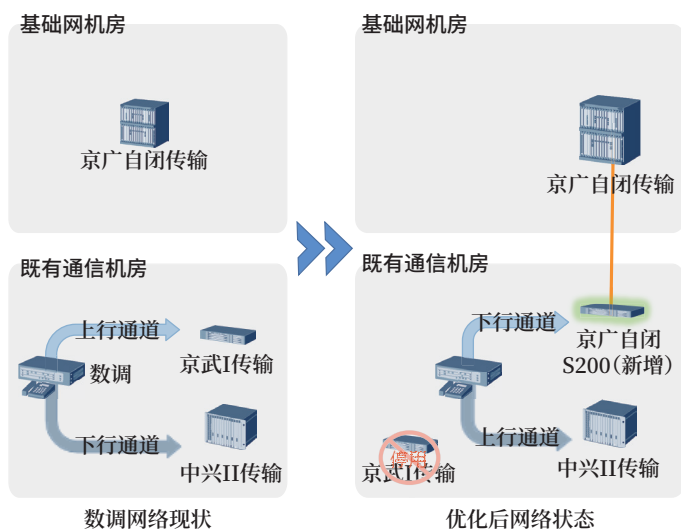 基础网机房
京广自闭传输
既有通信机房
上行通道
京武I传输
数调
下行通道
中兴II传输
数调网络现状
基础网机房
京广自闭传输
既有通信机房
下行通道
京广自闭
S200(新增)
停用
京武I传输
上行通道
中兴II传输
优化后网络状态